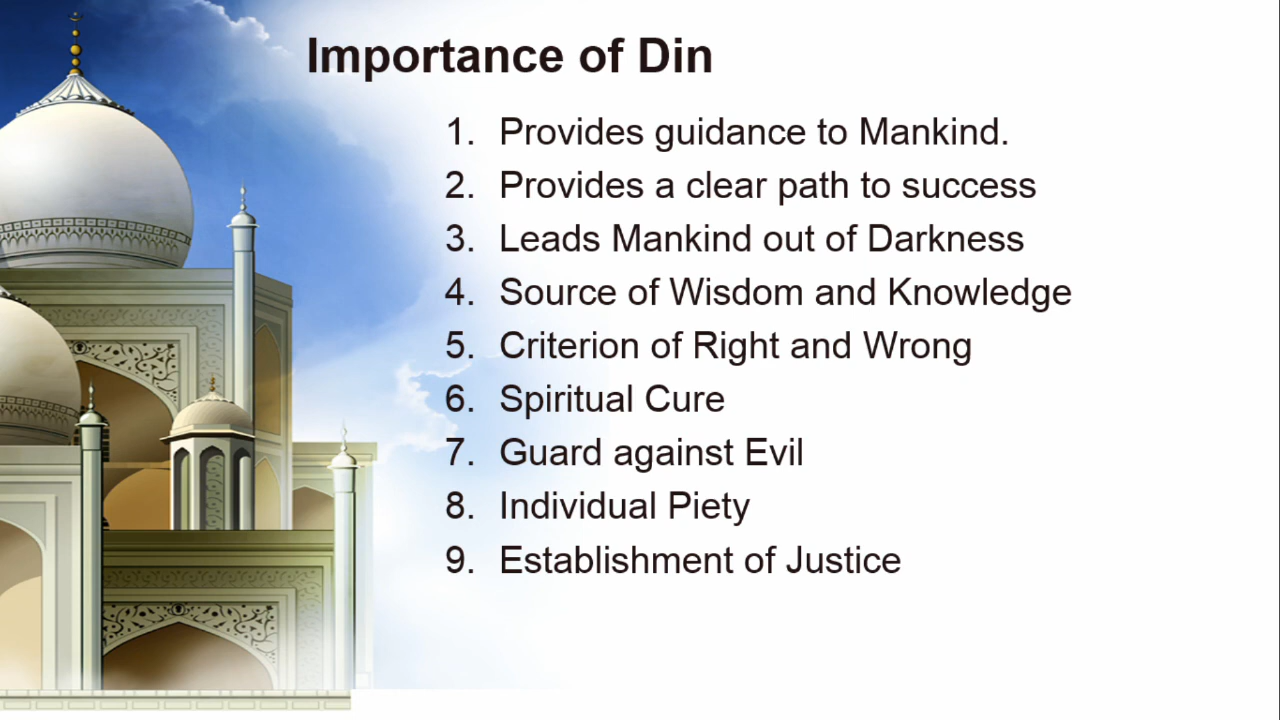 Importance of Din
1. Provides guidance to Mankind.
2. Provides a clear path to success
3. Leads Mankind out of Darkness
4. Source of Wisdom and Knowledge
5. Criterion of Right and Wrong
6. Spiritual Cure
7. Guard against Evil
8. Individual Piety
9. Establishment of Justice